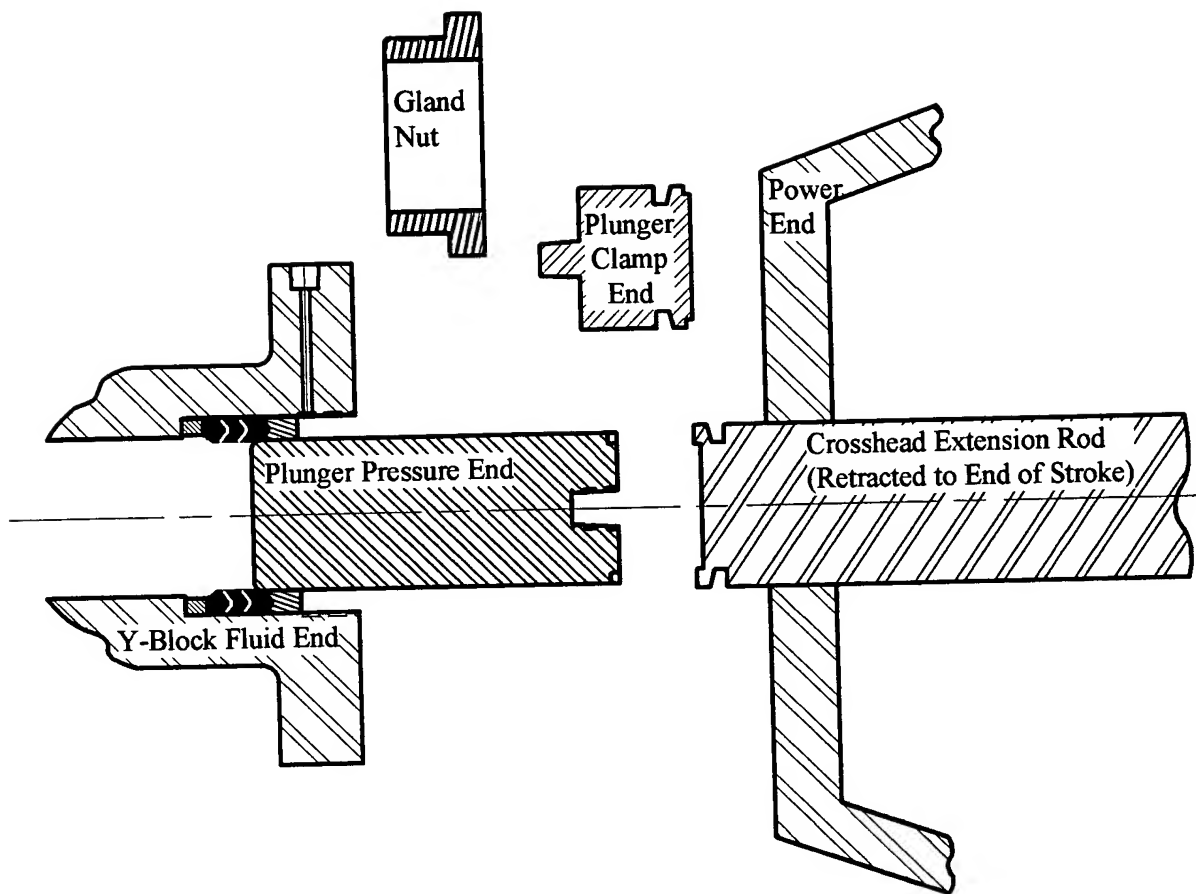 Gland
Nut
Plunger
Clamp
End
Power
End
Crosshead Extension Rod
(Retracted to End of Stroke)
Plunger Pressure End
Y-Block Fluid End